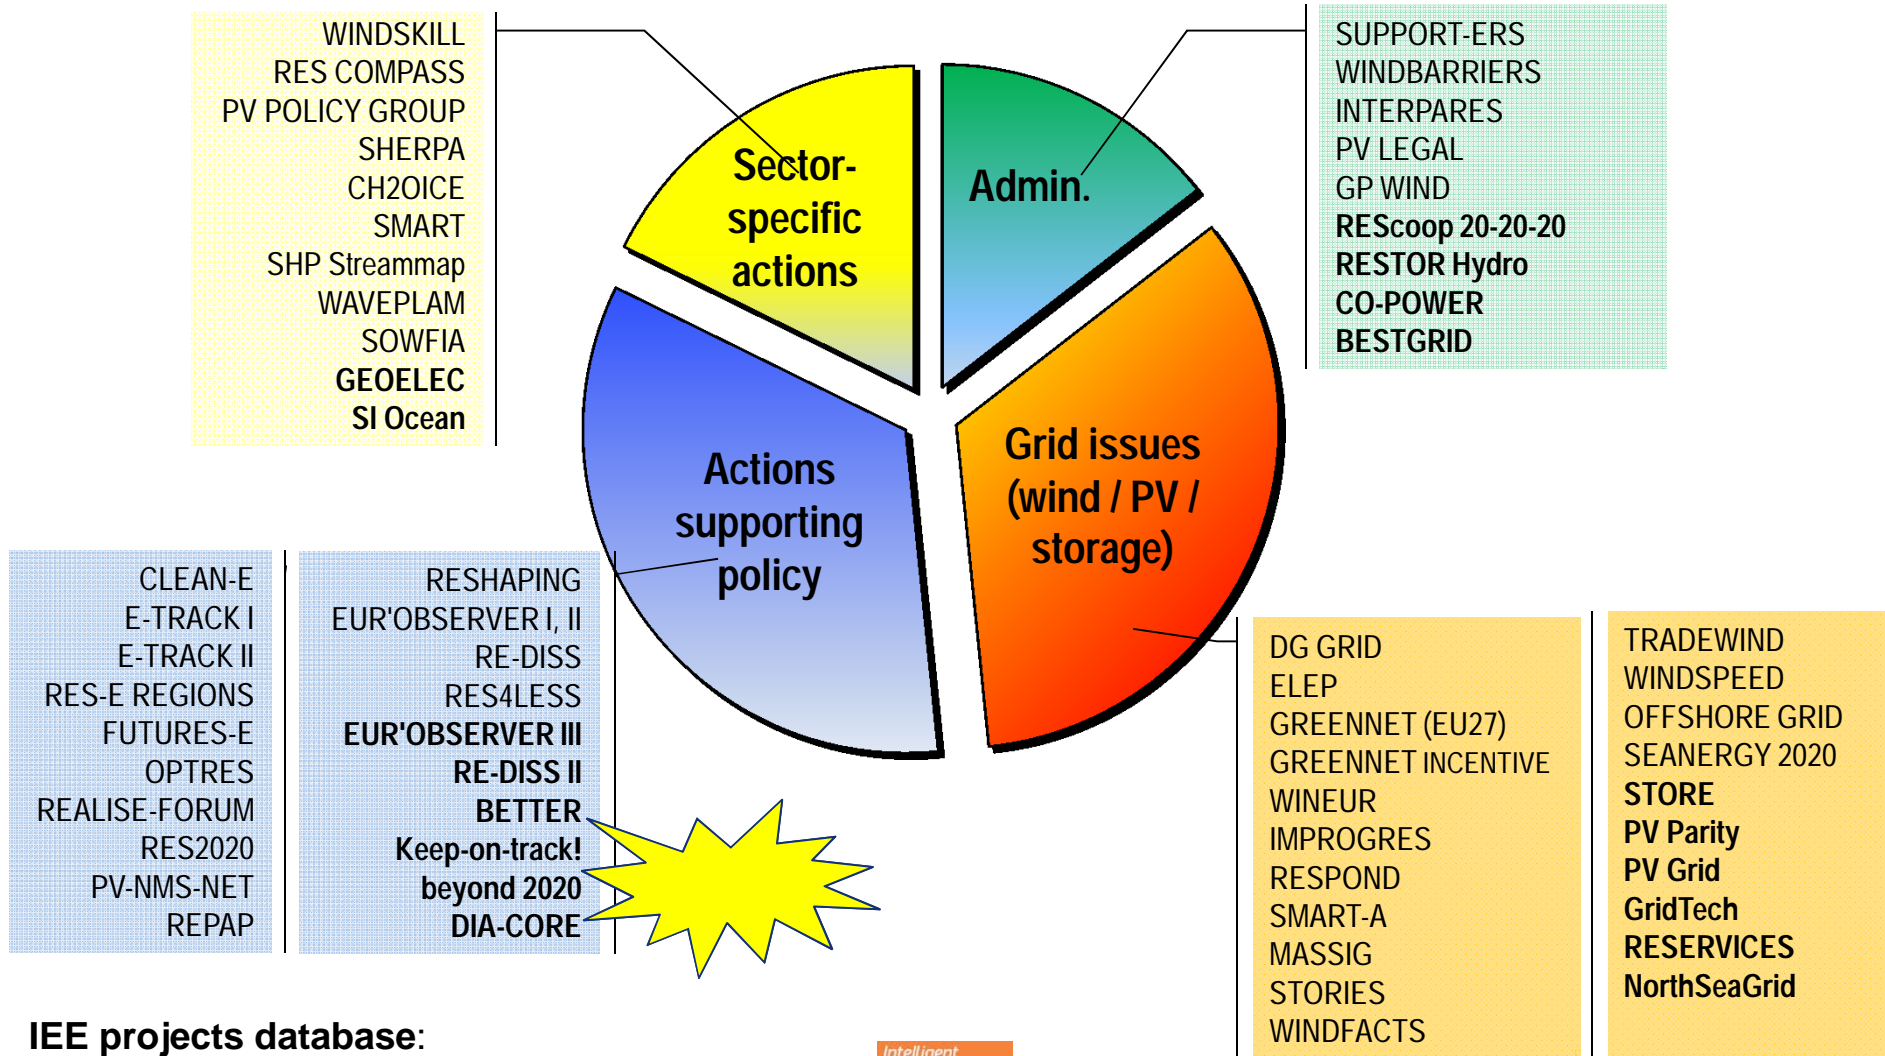 WINDSKILL
RES COMPASS
PV POLICY GROUP
SHERPA
CH2OICE
SMART
SHP Streammap
WAVEPLAM
SOWFIA
GEOELEC
SI Ocean
Sector-
specific
actions
Admin.
SUPPORT-ERS
WINDBARRIERS
INTERPARES
PV LEGAL
GP WIND
REScoop 20-20-20
RESTOR Hydro
CO-POWER
BESTGRID
Actions
supporting
policy
Grid issues
(wind / PV /
storage)
CLEAN-E
E-TRACK I
E-TRACK II
RES-E REGIONS
FUTURES-E
OPTRES
REALISE-FORUM
RES2020
PV-NMS-NET
REPAP
RESHAPING
EUR'OBSERVER I, II
RE-DISS
RES4LESS
EUR'OBSERVER III
RE-DISS II
BETTER
Keep-on-track!
beyond 2020
DIA-CORE
DG GRID
ELEP
GREENNET (EU27)
GREENNET INCENTIVE
WINEUR
IMPROGRES
RESPOND
SMART-A
MASSIG
STORIES
WINDFACTS
TRADEWIND
WINDSPEED
OFFSHORE GRID
SEANERGY 2020
STORE
PV Parity
PV Grid
GridTech
RESERVICES
NorthSeaGrid
IEE projects database:
Intelligent